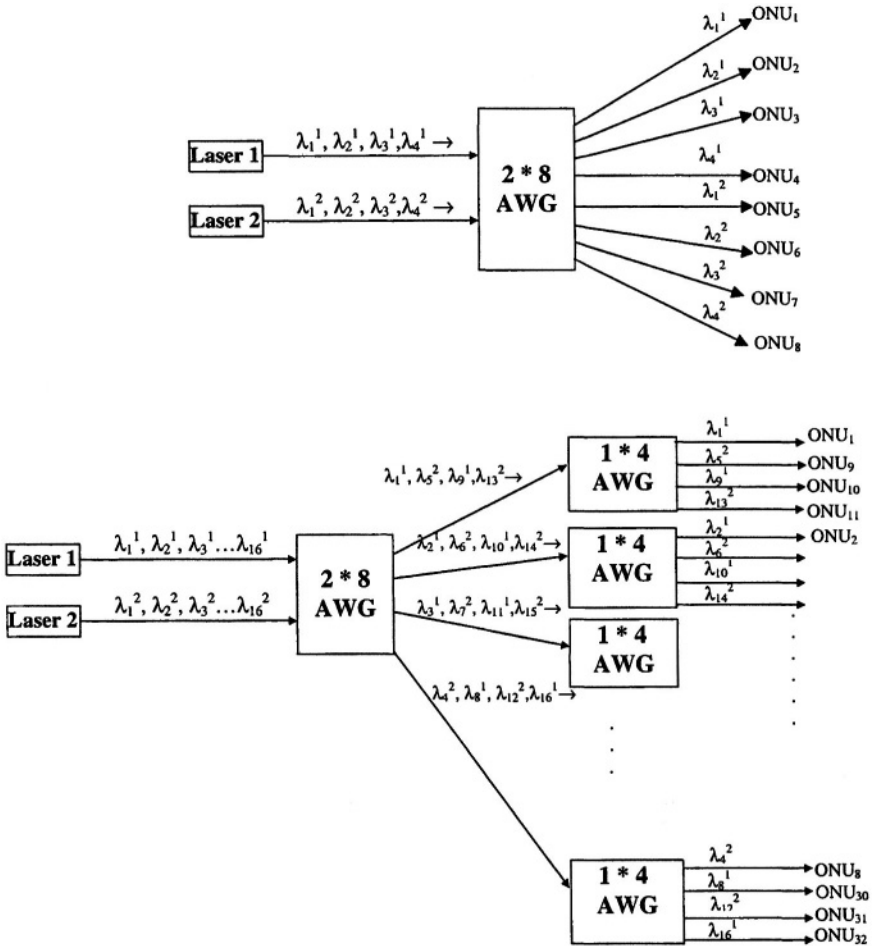 λ₁¹ ONU₁
λ₂¹ ONU₂
λ₃¹ ONU₃
λ₄¹ ONU₄
λ₁² ONU₅
λ₂² ONU₆
λ₃² ONU₇
λ₄² ONU₈
Laser 1 λ₁¹, λ₂¹, λ₃¹,λ₄¹ →
Laser 2 λ₁², λ₂², λ₃²,λ₄² →
2 * 8
AWG
Laser 1 λ₁¹, λ₂¹, λ₃¹…λ₁₆¹
Laser 2 λ₁², λ₂², λ₃²…λ₁₆²
2 * 8
AWG
λ₁¹, λ₅², λ₉¹,λ₁₃²→
1 * 4
AWG
λ₁¹ ONU₁
λ₅² ONU₉
λ₉¹ ONU₁₀
λ₁₃² ONU₁₁
λ₂¹, λ₆², λ₁₀¹,λ₁₄²→
1 * 4
AWG
λ₂¹ ONU₂
λ₆²
λ₁₀¹
λ₁₄²
λ₃¹, λ₇², λ₁₁¹,λ₁₅²→
1 * 4
AWG
λ₄², λ₈¹, λ₁₂²,λ₁₆¹→
1 * 4
AWG
λ₄² ONU₈
λ₈¹ ONU₃₀
λ₁₂² ONU₃₁
λ₁₆¹ ONU₃₂